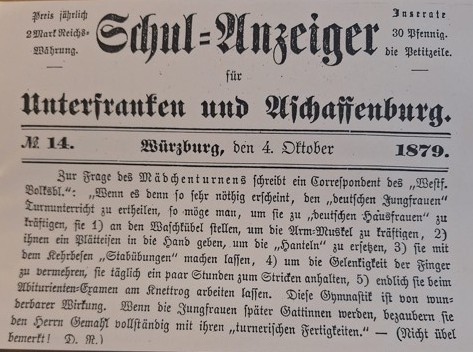 Preis jährlich
2 Mark Reichs-
Währung.
Schul-Anzeiger
Inserate
30 Pfennig.
die Petitzeile.
für
Unterfranken und Aschaffenburg.
№ 14. Würzburg, den 4. Oktober 1879.
Zur Frage des Mädchenturnens schreibt ein Correspondent des „Westf.
Volksbl.“: „Wenn es denn so sehr nöthig erscheint, den „deutschen Jungfrauen“
Turnunterricht zu ertheilen, so möge man, um sie zu „deutschen Hausfrauen“ zu
kräftigen, sie 1) an den Waschkübel stellen, um die Arm-Muskel zu kräftigen, 2)
ihnen ein Plätteisen in die Hand geben, um die „Hanteln“ zu ersetzen, 3) sie mit
dem Kehrbesen „Stabübungen“ machen lassen, 4) um die Gelenkigkeit der Finger
zu vermehren, sie täglich ein paar Stunden zum Stricken anhalten, 5) endlich sie beim
Abiturienten-Examen am Knettrog arbeiten lassen. Diese Gymnastik ist von wun-
derbarer Wirkung. Wenn die Jungfrauen später Gattinnen werden, bezaubern sie
den Herrn Gemahl vollständig mit ihren „turnerischen Fertigkeiten.“ — (Nicht übel
bemerkt! D. R.)